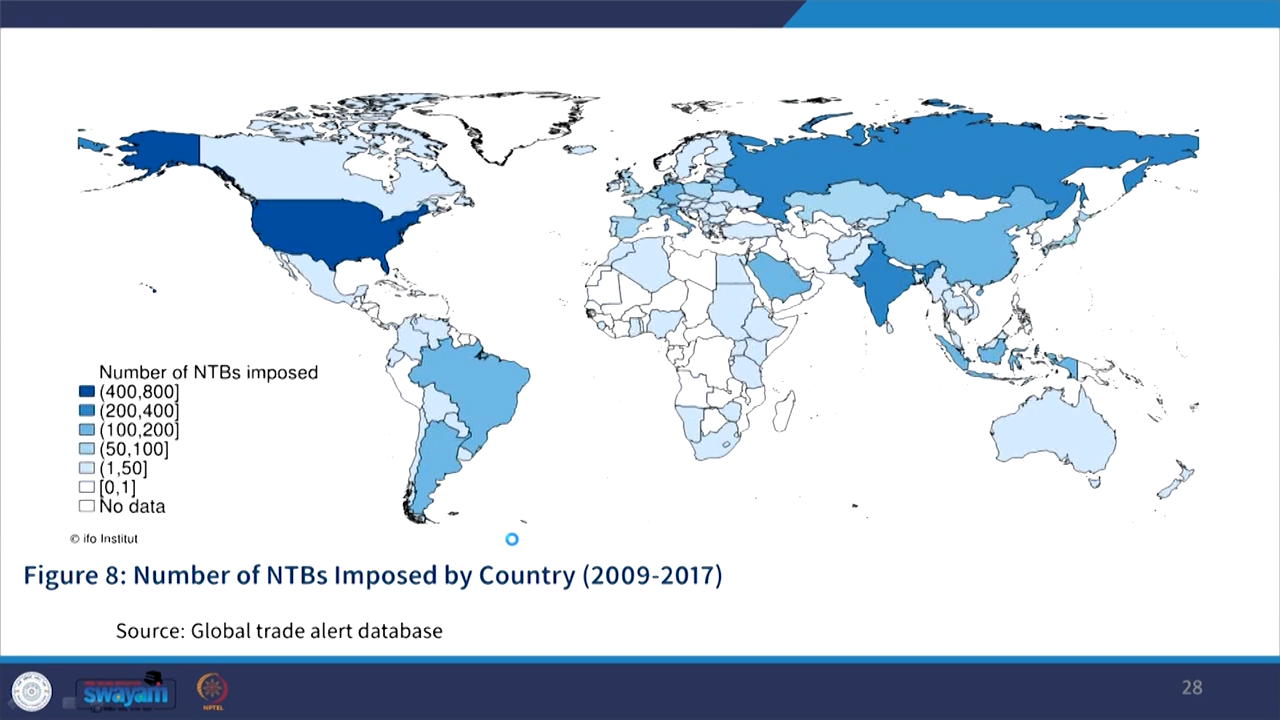 Number of NTBs imposed
(400,800]
(200,400]
(100,200]
(50,100]
(1,50]
[0,1]
No data
© ifo Institut
Figure 8: Number of NTBs Imposed by Country (2009-2017)
Source: Global trade alert database
swayam
NPTEL
28